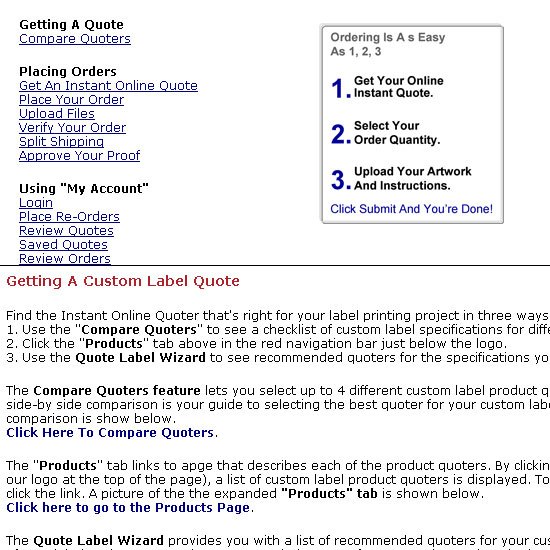 Getting A Quote
Compare Quoters
Placing Orders
Get An Instant Online Quote
Place Your Order
Upload Files
Verify Your Order
Split Shipping
Approve Your Proof
Using "My Account"
Login
Place Re-Orders
Review Quotes
Saved Quotes
Review Orders
Ordering Is A s Easy
As 1, 2, 3
1. Get Your Online
Instant Quote.
2. Select Your
Order Quantity.
3. Upload Your Artwork
And Instructions.
Click Submit And You're Done!
Getting A Custom Label Quote
Find the Instant Online Quoter that's right for your label printing project in three ways
1. Use the "Compare Quoters" to see a checklist of custom label specifications for diffe
2. Click the "Products" tab above in the red navigation bar just below the logo.
3. Use the Quote Label Wizard to see recommended quoters for the specifications yo
The Compare Quoters feature lets you select up to 4 different custom label product q
side-by side comparison is your guide to selecting the best quoter for your custom labe
comparison is show below.
Click Here To Compare Quoters.
The "Products" tab links to apge that describes each of the product quoters. By clickin
our logo at the top of the page), a list of custom label product quoters is displayed. To
click the link. A picture of the the expanded "Products" tab is shown below.
Click here to go to the Products Page.
The Quote Label Wizard provides you with a list of recommended quoters for your cus